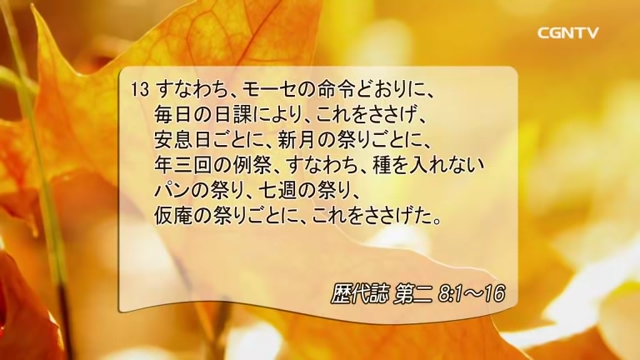 CGNTV
13 すなわち、モーセの命令どおりに、
毎日の日課により、これをささげ、
安息日ごとに、新月の祭りごとに、
年三回の例祭、すなわち、種を入れない
パンの祭り、七週の祭り、
仮庵の祭りごとに、これをささげた。
歴代誌 第二 8:1～16